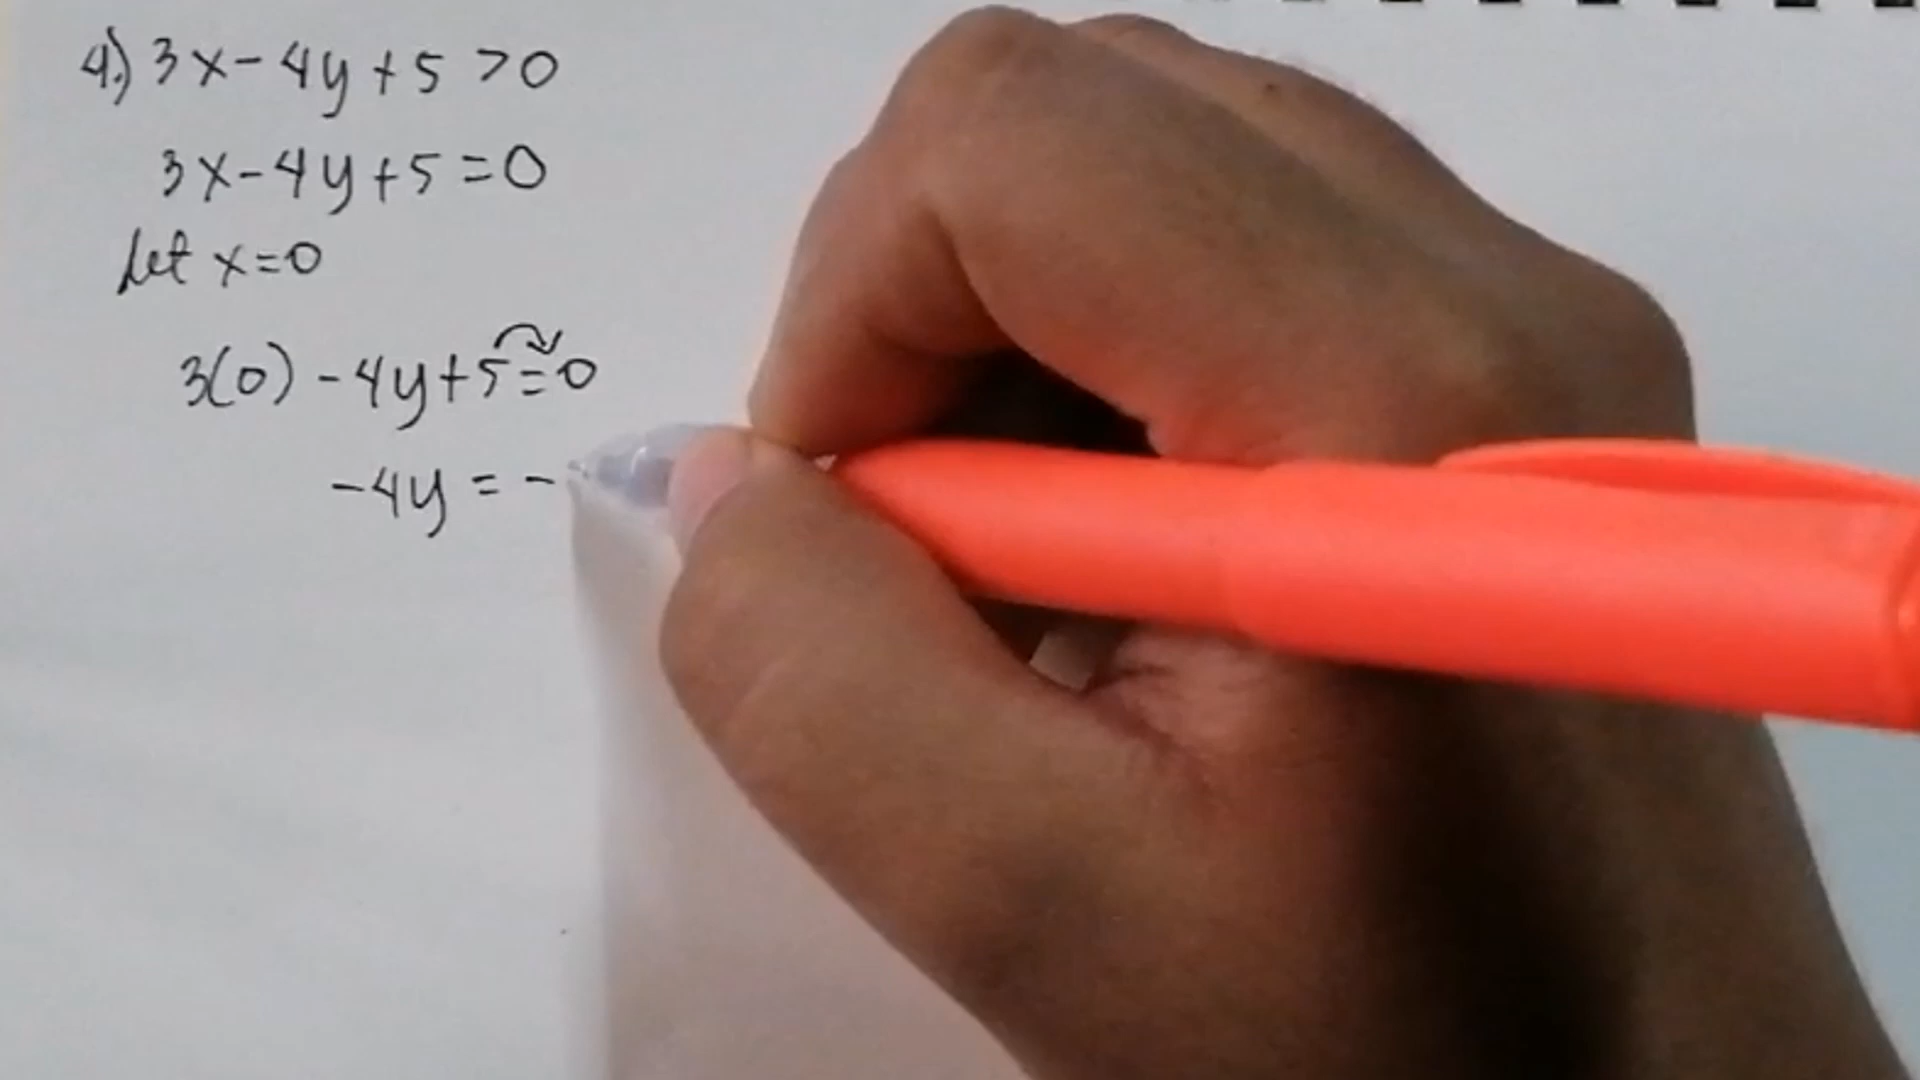 4.) 3x - 4y + 5 > 0
3x - 4y + 5 = 0
Let x = 0
3(0) - 4y + 5 = 0
-4y = -